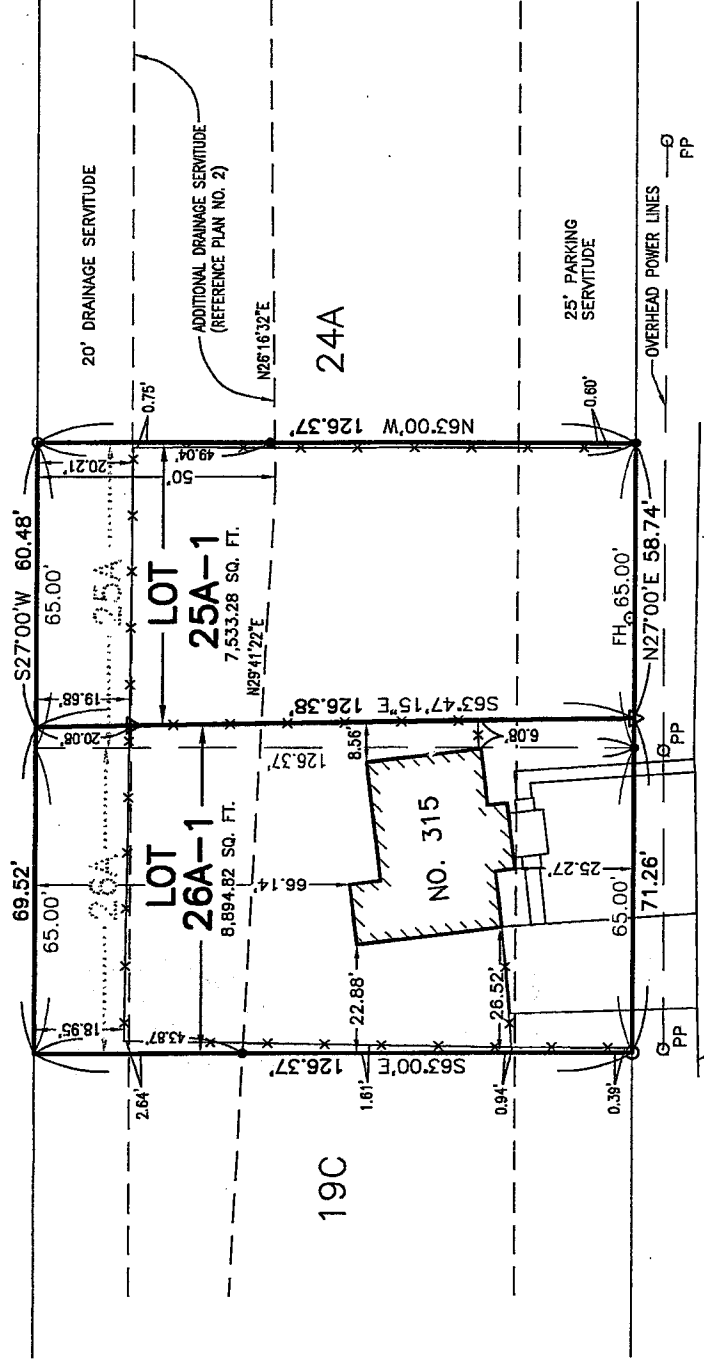 20' DRAINAGE SERVITUDE
ADDITIONAL DRAINAGE SERVITUDE
(REFERENCE PLAN NO. 2)
N26°16'32"E
24A
25' PARKING
SERVITUDE
OVERHEAD POWER LINES
PP
S27°00'W 60.48'
65.00'
20.21'
0.75'
49.04'
50'
N63°00'W 126.37'
0.60'
25A
LOT
25A-1
7,533.28 SQ. FT.
N29°41'22"E
19.68'
20.08'
S63°47'15"E
126.38'
126.37'
FH
65.00'
N27°00'E 58.74'
69.52'
65.00'
26A
LOT
26A-1
8,894.82 SQ. FT.
66.14'
8.56'
6.08'
NO. 315
25.27'
PP
22.88'
26.52'
65.00'
71.26'
18.95'
43.87'
2.64'
S63°00'E
126.37'
1.61'
0.94'
0.39'
PP
19C